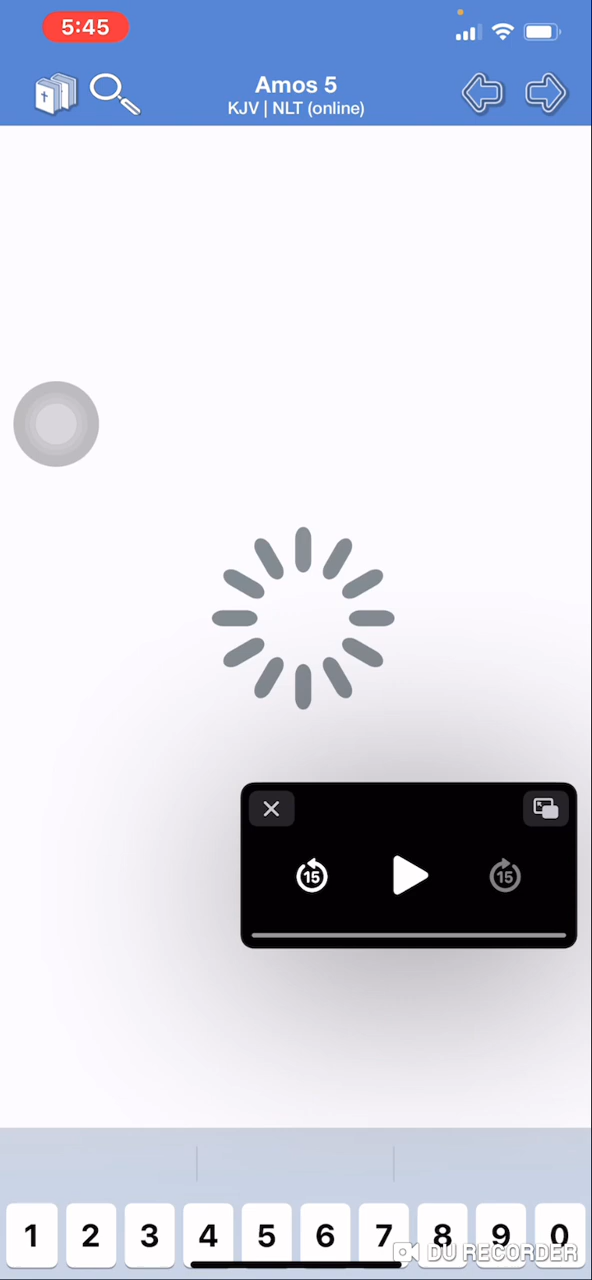 5:45
Amos 5
KJV | NLT (online)
15
15
1 2 3 4 5 6 7 8 9 0
DU RECORDER